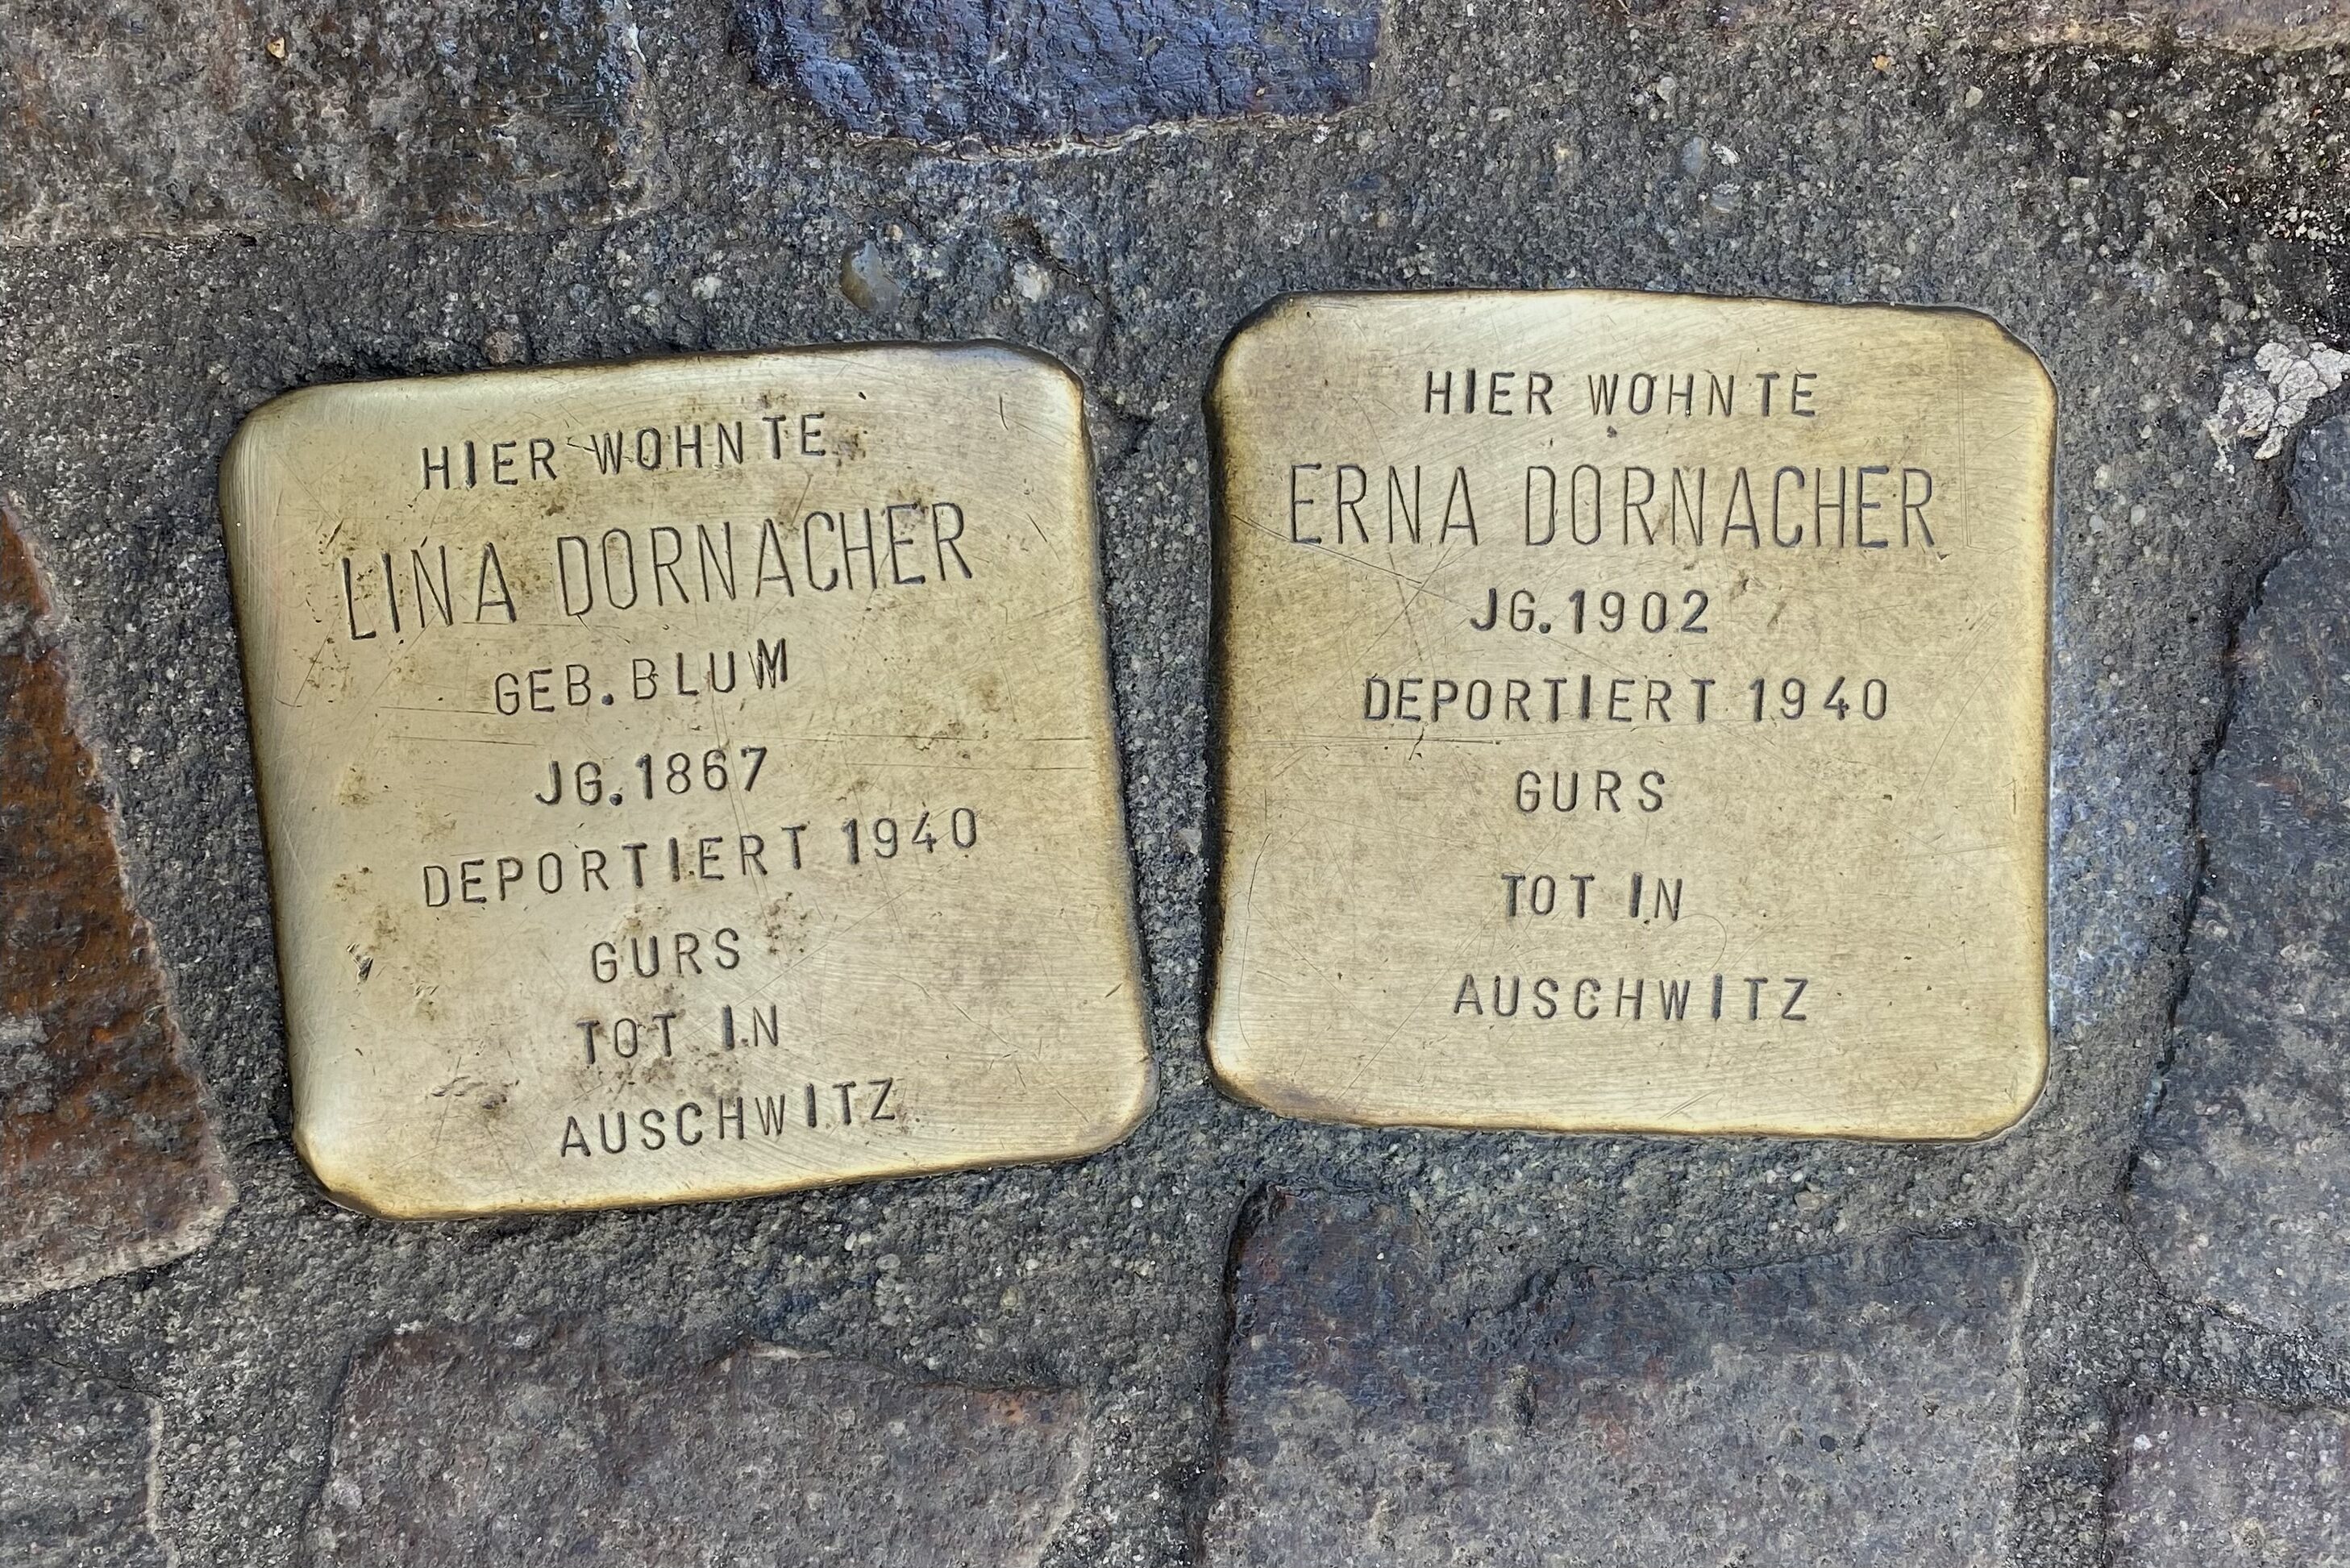 HIER WOHNTE
LINA DORNACHER
GEB. BLUM
JG. 1867
DEPORTIERT 1940
GURS
TOT IN
AUSCHWITZ
HIER WOHNTE
ERNA DORNACHER
JG. 1902
DEPORTIERT 1940
GURS
TOT IN
AUSCHWITZ